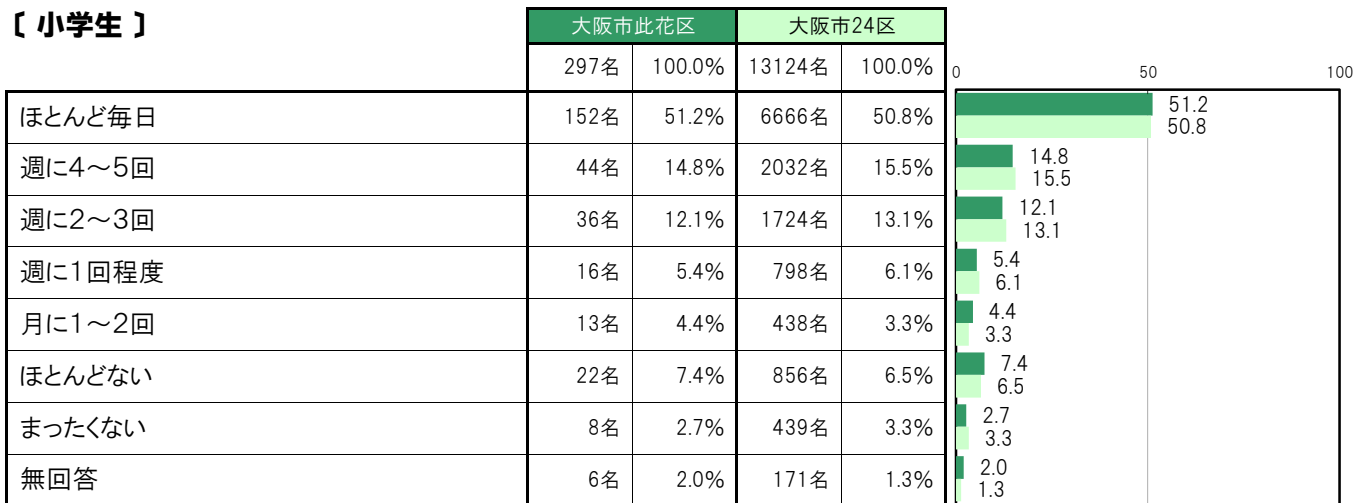 〔 小学生 〕
大阪市此花区 大阪市24区
297名 100.0% 13124名 100.0% 0 50 100
ほとんど毎日 152名 51.2% 6666名 50.8% 51.2
50.8
週に4～5回 44名 14.8% 2032名 15.5% 14.8
15.5
週に2～3回 36名 12.1% 1724名 13.1% 12.1
13.1
週に1回程度 16名 5.4% 798名 6.1% 5.4
6.1
月に1～2回 13名 4.4% 438名 3.3% 4.4
3.3
ほとんどない 22名 7.4% 856名 6.5% 7.4
6.5
まったくない 8名 2.7% 439名 3.3% 2.7
3.3
無回答 6名 2.0% 171名 1.3% 2.0
1.3